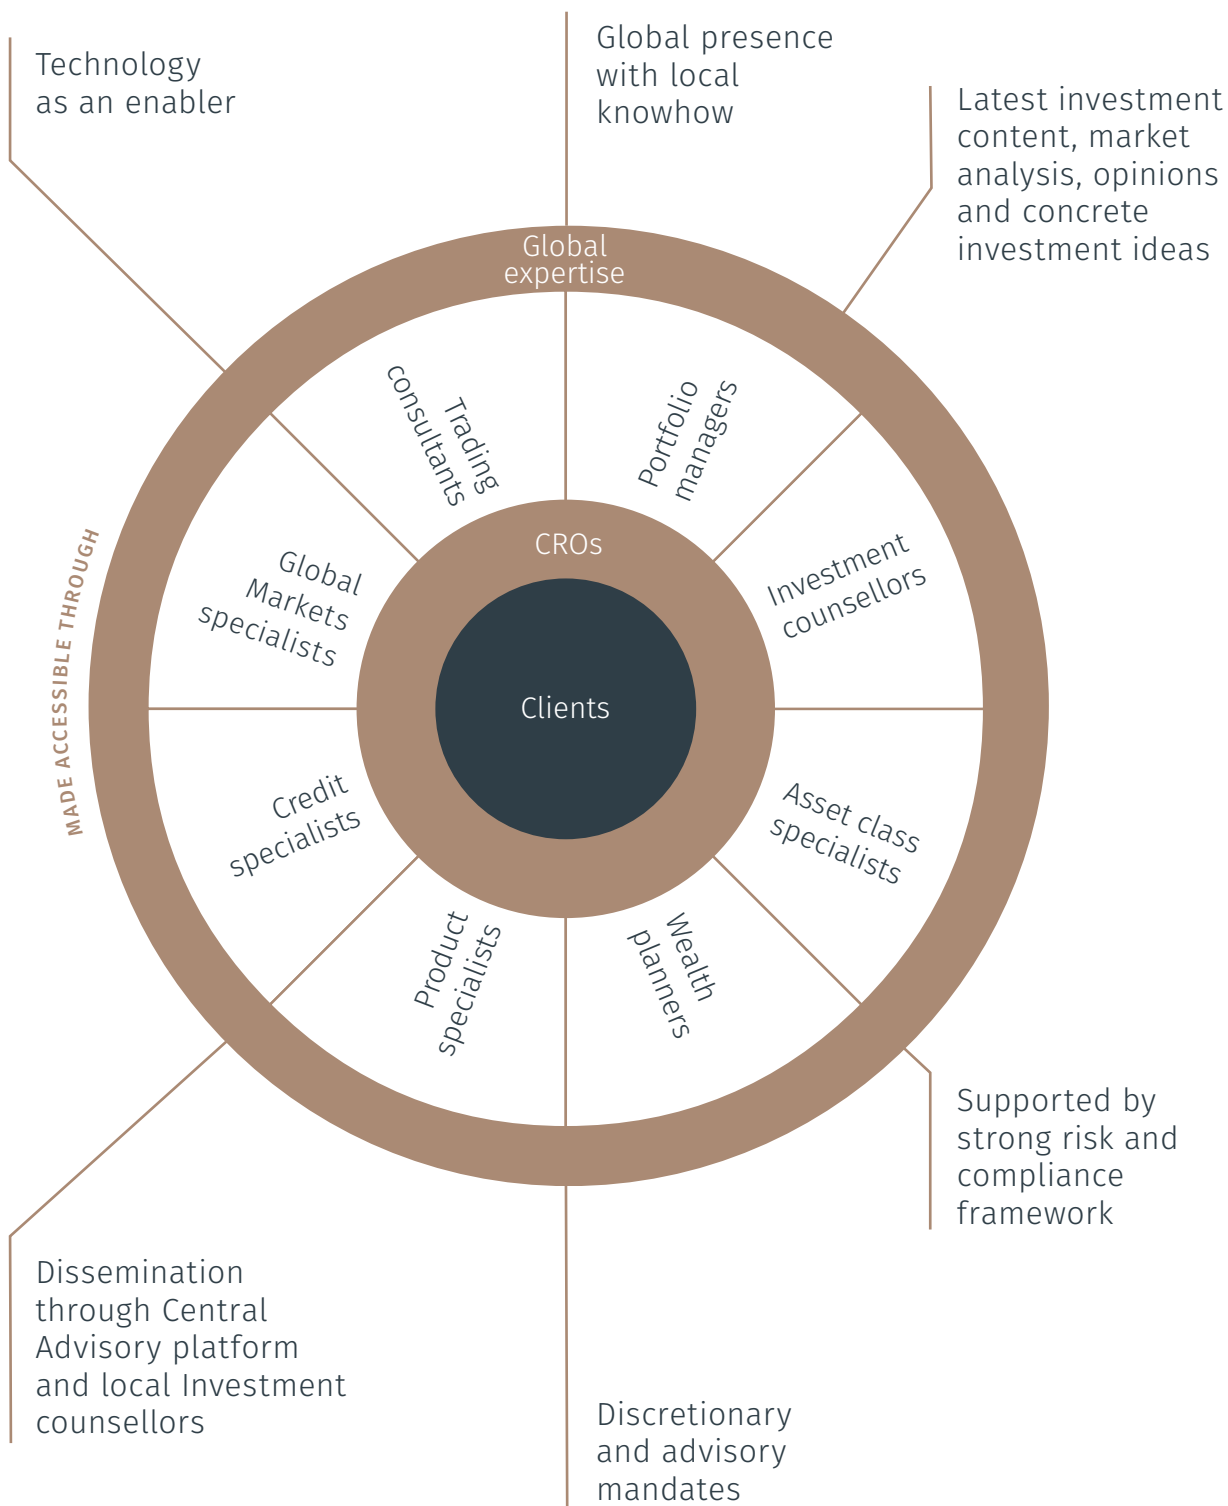 Technology
as an enabler
Global presence
with local
knowhow
Latest investment
content, market
analysis, opinions
and concrete
investment ideas
Global
expertise
Trading
consultants
Portfolio
managers
CROs
Global
Markets
specialists
Investment
counsellors
MADE ACCESSIBLE THROUGH
Clients
Credit
specialists
Asset class
specialists
Product
specialists
Wealth
planners
Supported by
strong risk and
compliance
framework
Dissemination
through Central
Advisory platform
and local Investment
counsellors
Discretionary
and advisory
mandates